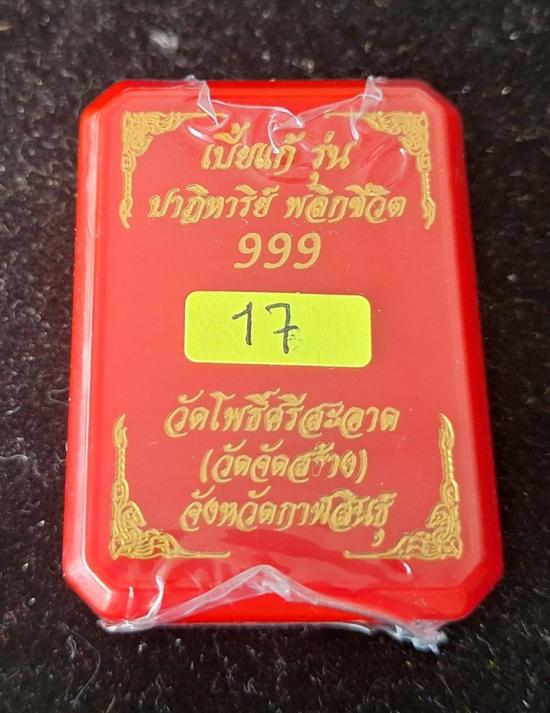 เบี้ยแก้ รุ่น
ปาฏิหาริย์ พลิกชีวิต
999
17
วัดโพธิ์ศรีสะอาด
(วัดจัดสร้าง)
จังหวัดกาฬสินธุ์